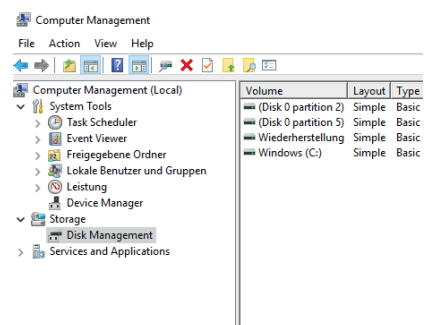 Computer Management
File Action View Help
Computer Management (Local)
System Tools
Task Scheduler
Event Viewer
Freigegebene Ordner
Lokale Benutzer und Gruppen
Leistung
Device Manager
Storage
Disk Management
Services and Applications
Volume Layout Type
(Disk 0 partition 2) Simple Basic
(Disk 0 partition 5) Simple Basic
Wiederherstellung Simple Basic
Windows (C:) Simple Basic